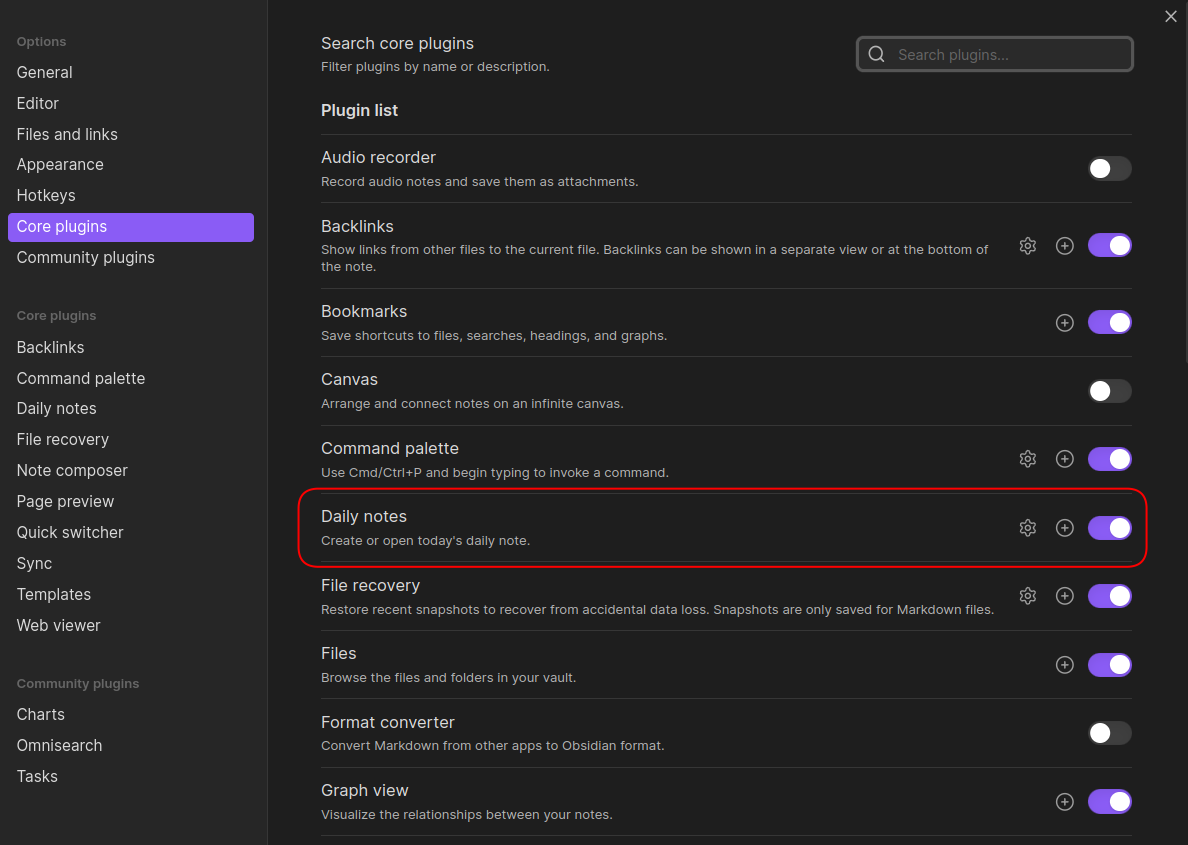 Options
General
Editor
Files and links
Appearance
Hotkeys
Core plugins
Community plugins
Core plugins
Backlinks
Command palette
Daily notes
File recovery
Note composer
Page preview
Quick switcher
Sync
Templates
Web viewer
Community plugins
Charts
Omnisearch
Tasks
Search core plugins
Filter plugins by name or description.
Search plugins...
Plugin list
Audio recorder
Record audio notes and save them as attachments.
Backlinks
Show links from other files to the current file. Backlinks can be shown in a separate view or at the bottom of
the note.
Bookmarks
Save shortcuts to files, searches, headings, and graphs.
Canvas
Arrange and connect notes on an infinite canvas.
Command palette
Use Cmd/Ctrl+P and begin typing to invoke a command.
Daily notes
Create or open today's daily note.
File recovery
Restore recent snapshots to recover from accidental data loss. Snapshots are only saved for Markdown files.
Files
Browse the files and folders in your vault.
Format converter
Convert Markdown from other apps to Obsidian format.
Graph view
Visualize the relationships between your notes.